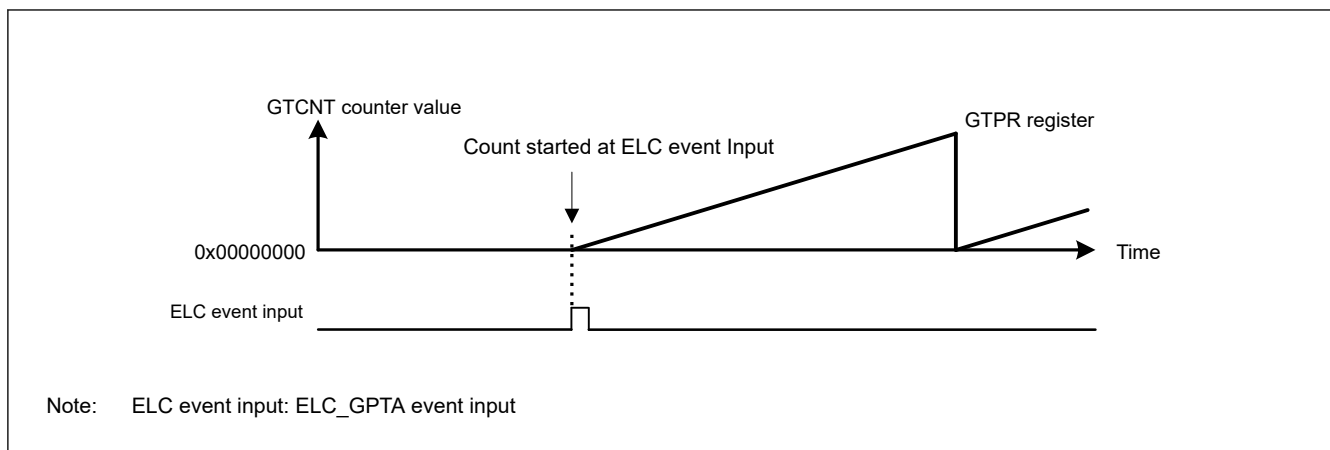 GTCNT counter value
GTPR register
Count started at ELC event Input
0x00000000
Time
ELC event input
Note: ELC event input: ELC_GPTA event input